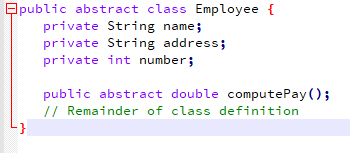 public abstract class Employee {
private String name;
private String address;
private int number;
public abstract double computePay();
// Remainder of class definition
}